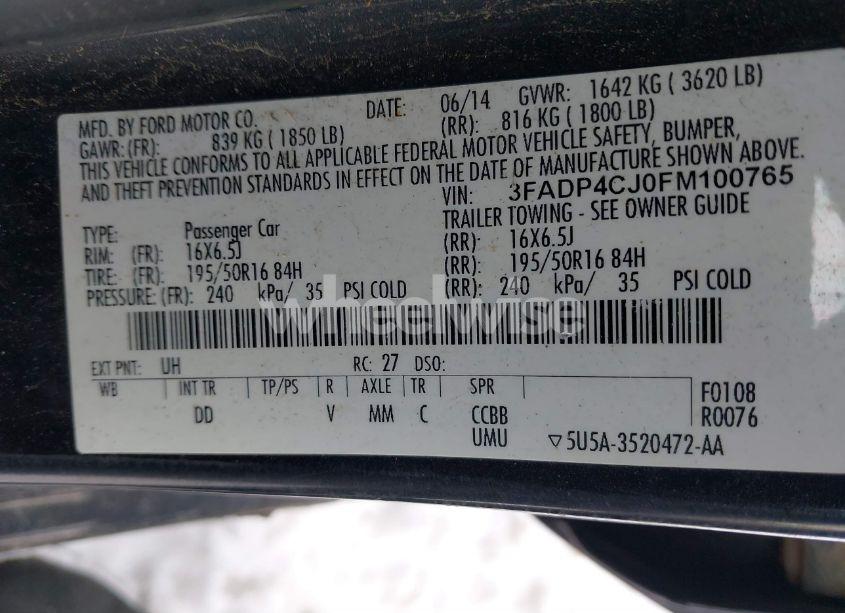 MFD. BY FORD MOTOR CO. DATE: 06/14 GVWR: 1642 KG ( 3620 LB)
GAWR:(FR): 839 KG ( 1850 LB) (RR): 816 KG ( 1800 LB)
THIS VEHICLE CONFORMS TO ALL APPLICABLE FEDERAL MOTOR VEHICLE SAFETY, BUMPER,
AND THEFT PREVENTION STANDARDS IN EFFECT ON THE DATE OF MANUFACTURE SHOWN ABOVE.
VIN: 3FADP4CJ0FM100765
TRAILER TOWING - SEE OWNER GUIDE
TYPE: Passenger Car
RIM: (FR): 16X6.5J (RR): 16X6.5J
TIRE: (FR): 195/50R16 84H (RR): 195/50R16 84H
PRESSURE: (FR): 240 kPa/ 35 PSI COLD (RR): 240 kPa/ 35 PSI COLD
wheelwise
EXT PNT: UH RC: 27 DSO:
WB INT TR TP/PS R AXLE TR SPR F0108
DD V MM C CCBB R0076
UMU ▽5U5A-3520472-AA